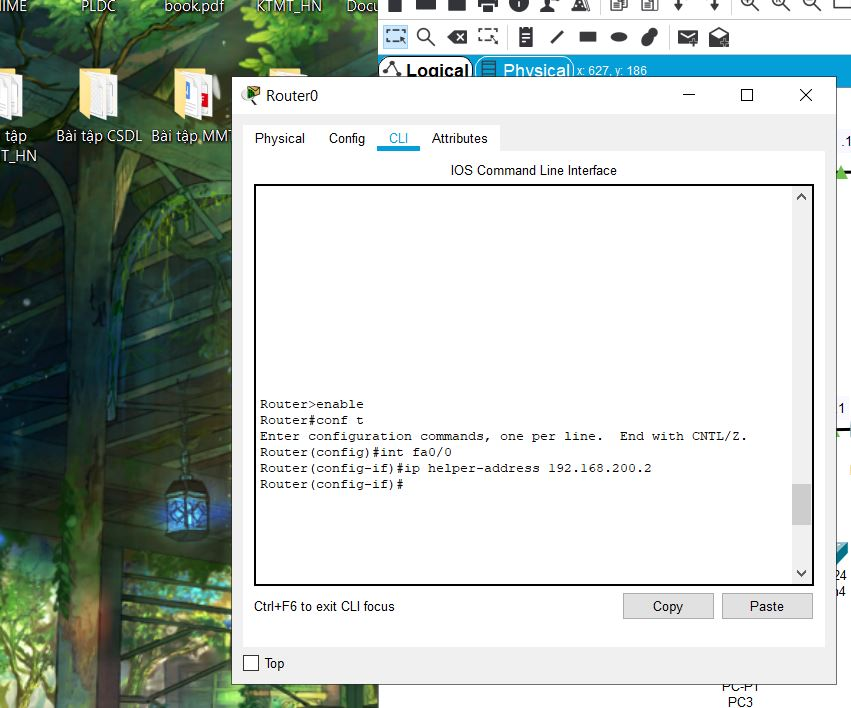 IME
PLDC
book.pdf
KTMT_HN
Docu
Logical
Physical
x: 627, y: 186
tập
T_HN
Bài tập CSDL
Bài tập MMT
Router0
Physical
Config
CLI
Attributes
IOS Command Line Interface
Router>enable
Router#conf t
Enter configuration commands, one per line.  End with CNTL/Z.
Router(config)#int fa0/0
Router(config-if)#ip helper-address 192.168.200.2
Router(config-if)#
Ctrl+F6 to exit CLI focus
Copy
Paste
Top
.1
1
24
PC-PT
PC3